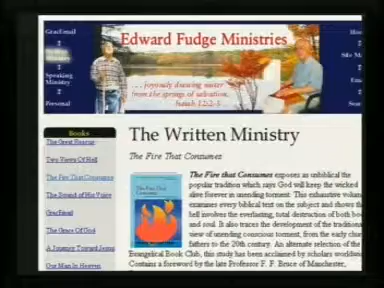 GracEmail
Speaking
Ministry
Personal
Edward Fudge Ministries
. . . joyously drawing water
from the springs of salvation.
Isaiah 12:2-3
Books
The Great Rescue
Two Views Of Hell
The Fire That Consumes
The Sound of His Voice
GracEmail
The Grace Of God
A Journey Toward Jesus
Our Man In Heaven
The Written Ministry
The Fire That Consumes
The Fire that Consumes exposes as unbiblical the
popular tradition which says God will keep the wicked
alive forever in unending torment. This exhaustive
examines every biblical text on the subject and shows
hell involves the everlasting, total destruction of both
and soul. It also traces the development of the traditional
view of unending conscious torment, from the early
fathers to the 20th century. An alternate selection of the
Evangelical Book Club, this study has been acclaimed by scholars
Contains a foreword by the late Professor F. F. Bruce of Manchester,